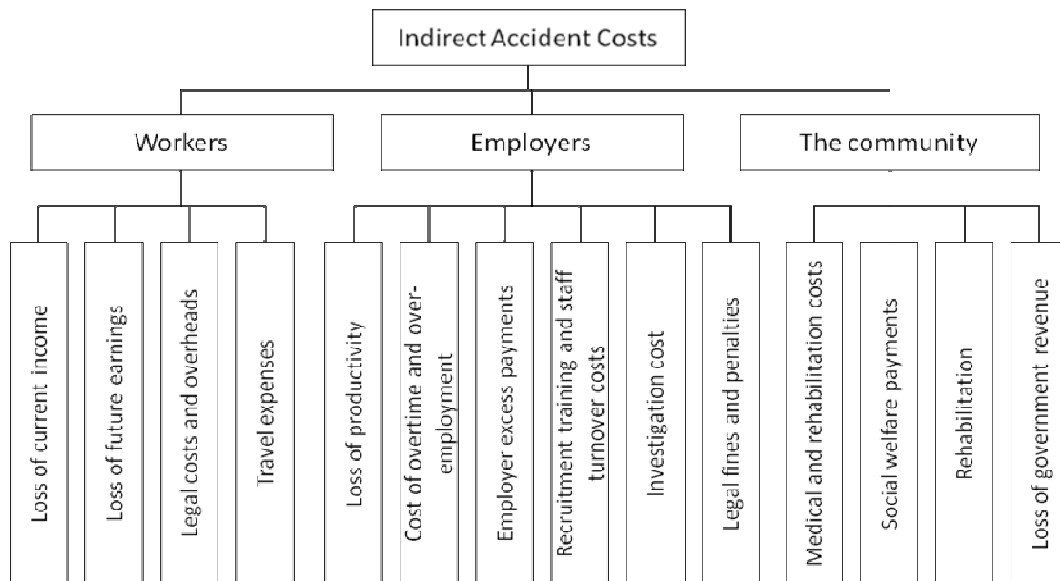 Indirect Accident Costs
Workers
Employers
The community
Loss of current income
Loss of future earnings
Legal costs and overheads
Travel expenses
Loss of productivity
Cost of overtime and over-
employment
Employer excess payments
Recruitment training and staff
turnover costs
Investigation cost
Legal fines and penalties
Medical and rehabilitation costs
Social welfare payments
Rehabilitation
Loss of government revenue